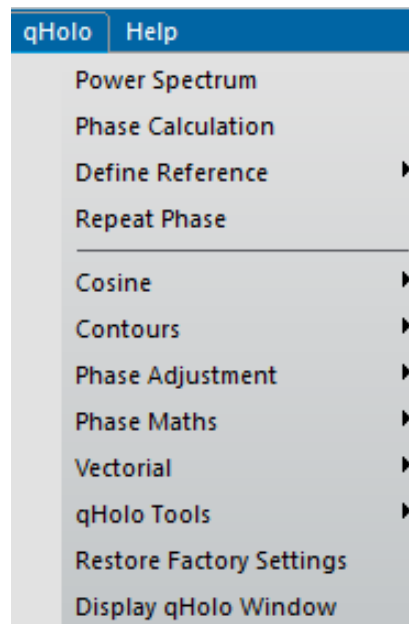 qHolo Help
Power Spectrum
Phase Calculation
Define Reference
Repeat Phase
Cosine
Contours
Phase Adjustment
Phase Maths
Vectorial
qHolo Tools
Restore Factory Settings
Display qHolo Window